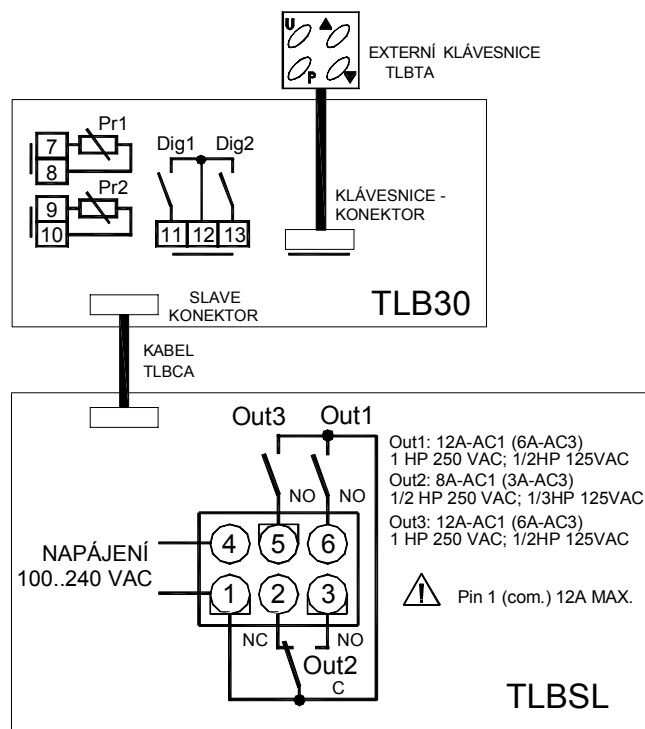 U
P
EXTERNÍ KLÁVESNICE
TLBTA
Pr1
7
8
Pr2
9
10
Dig1 Dig2
11 12 13
KLÁVESNICE -
KONEKTOR
SLAVE
KONEKTOR
TLB30
KABEL
TLBCA
Out3 Out1
NO NO
Out1: 12A-AC1 (6A-AC3)
1 HP 250 VAC; 1/2HP 125VAC
Out2: 8A-AC1 (3A-AC3)
1/2 HP 250 VAC; 1/3HP 125VAC
Out3: 12A-AC1 (6A-AC3)
1 HP 250 VAC; 1/2HP 125VAC
NAPÁJENÍ
100..240 VAC
4 5 6
1 2 3
! Pin 1 (com.) 12A MAX.
NC NO
Out2
C
TLBSL